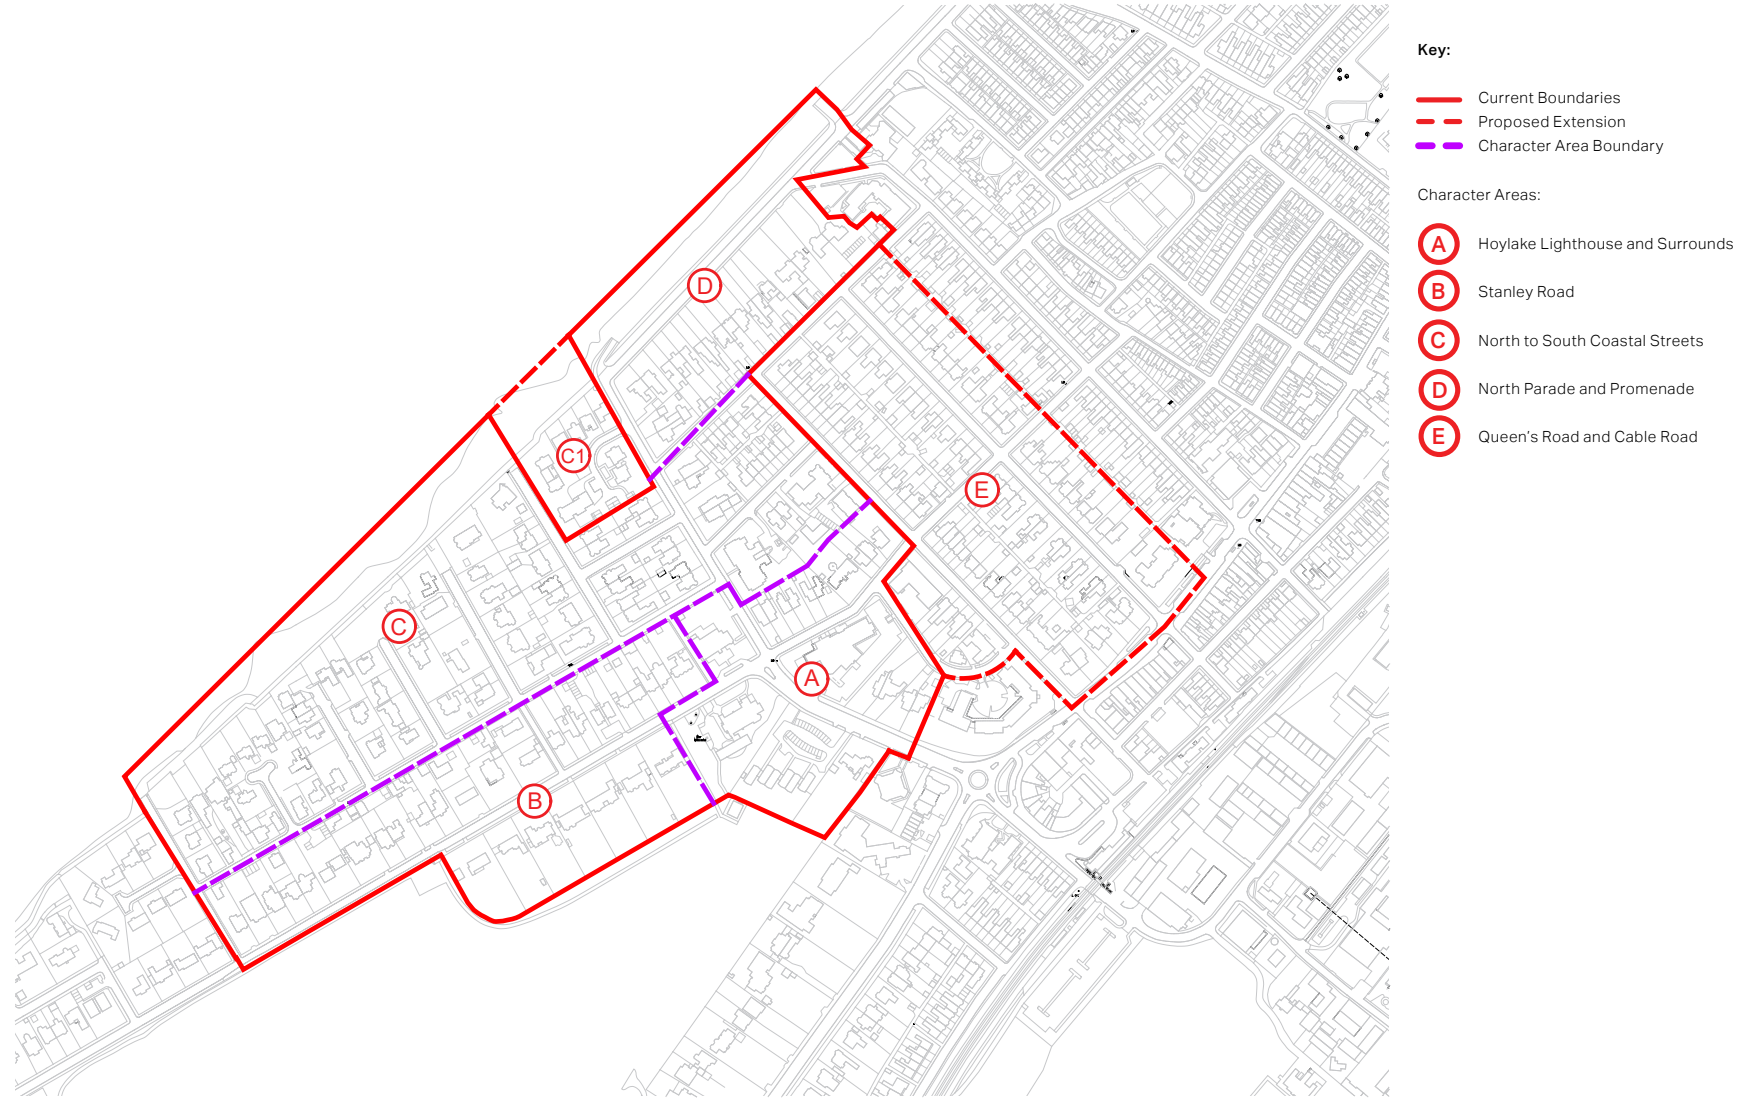 Key:
Current Boundaries
Proposed Extension
Character Area Boundary
Character Areas:
A Hoylake Lighthouse and Surrounds
B Stanley Road
C North to South Coastal Streets
D North Parade and Promenade
E Queen's Road and Cable Road
D
C1
E
C
A
B